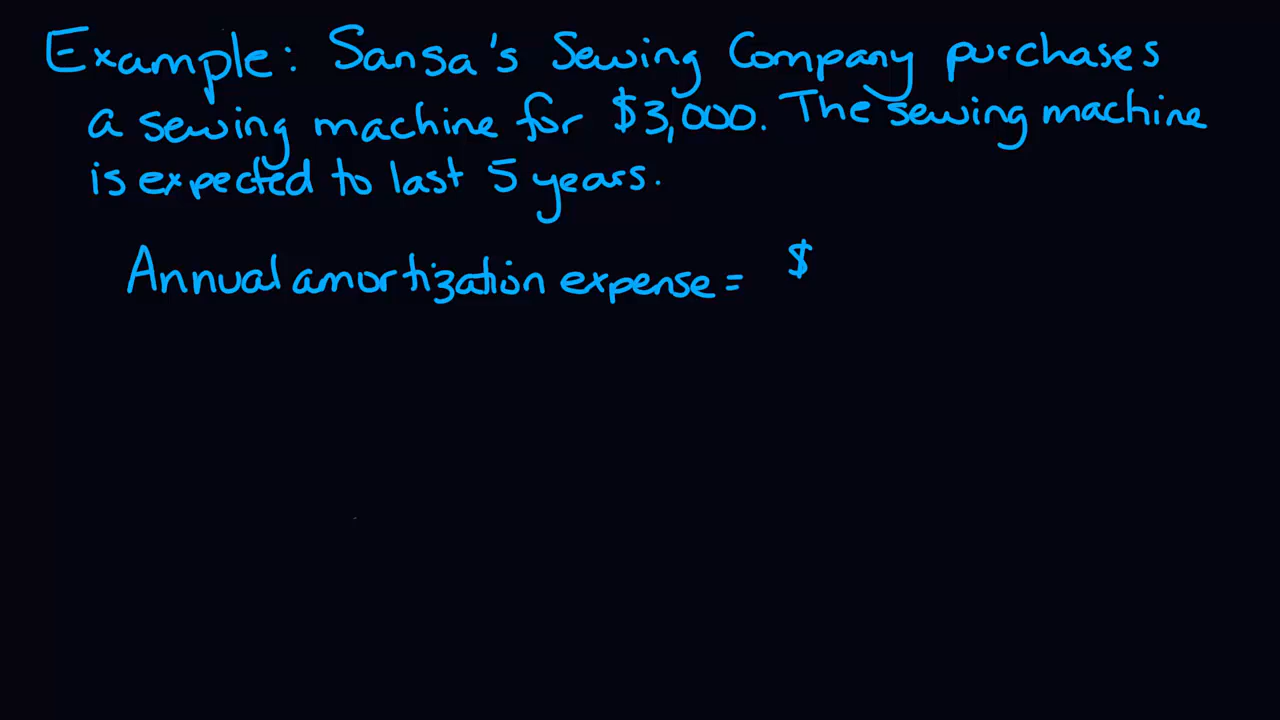 Example: Sansa's Sewing Company purchases
a sewing machine for $3,000. The sewing machine
is expected to last 5 years.
Annual amortization expense = $